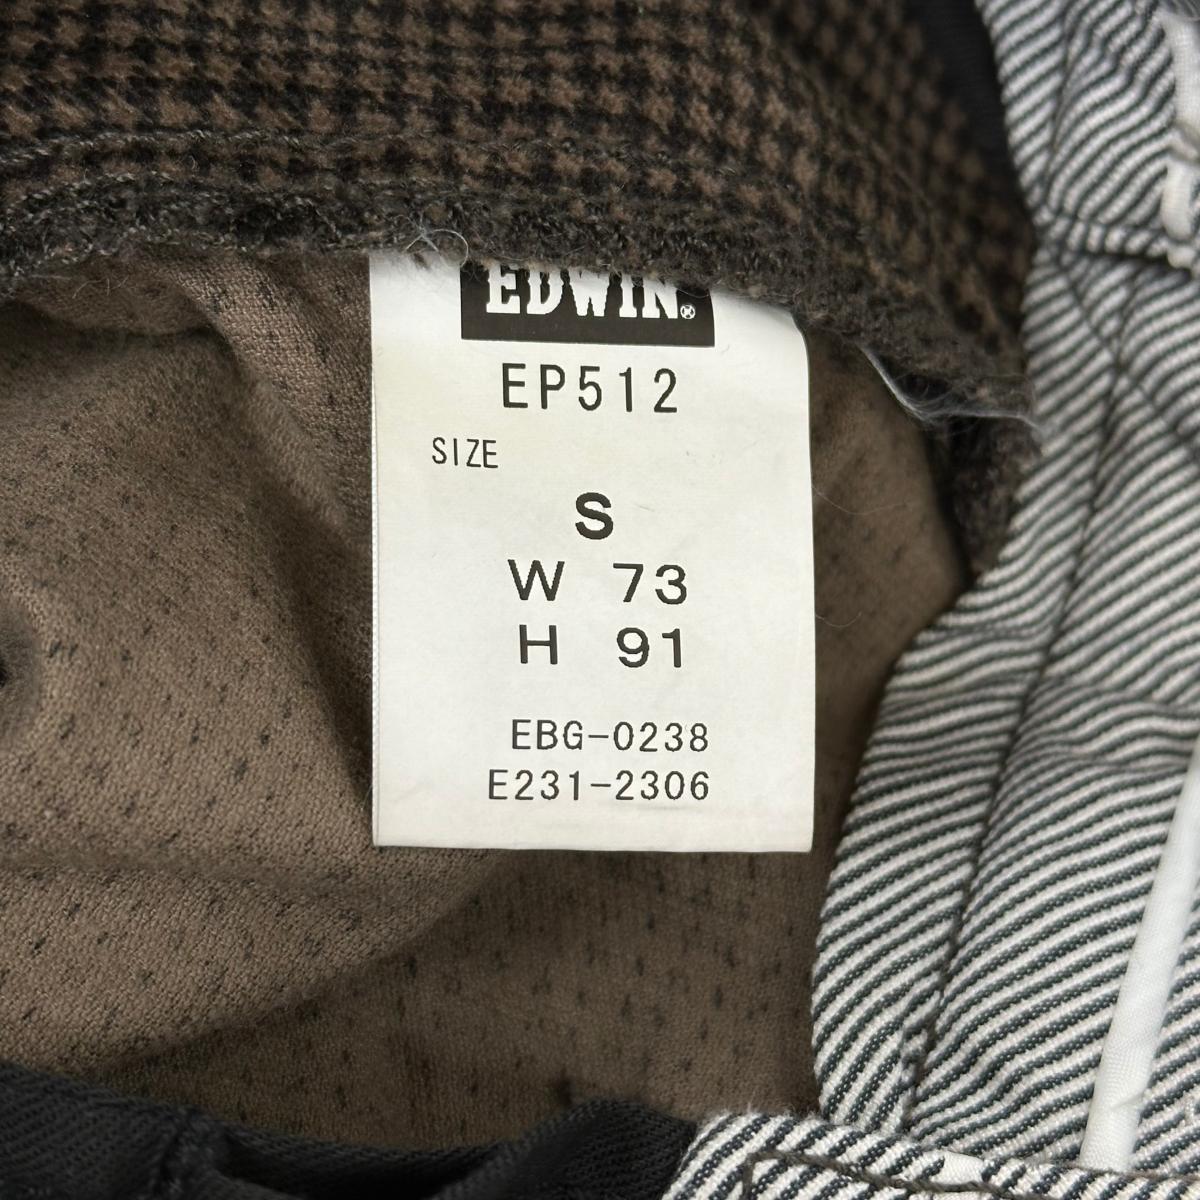 EDWIN®
EP512
SIZE
S
W 73
H 91
EBG-0238
E231-2306